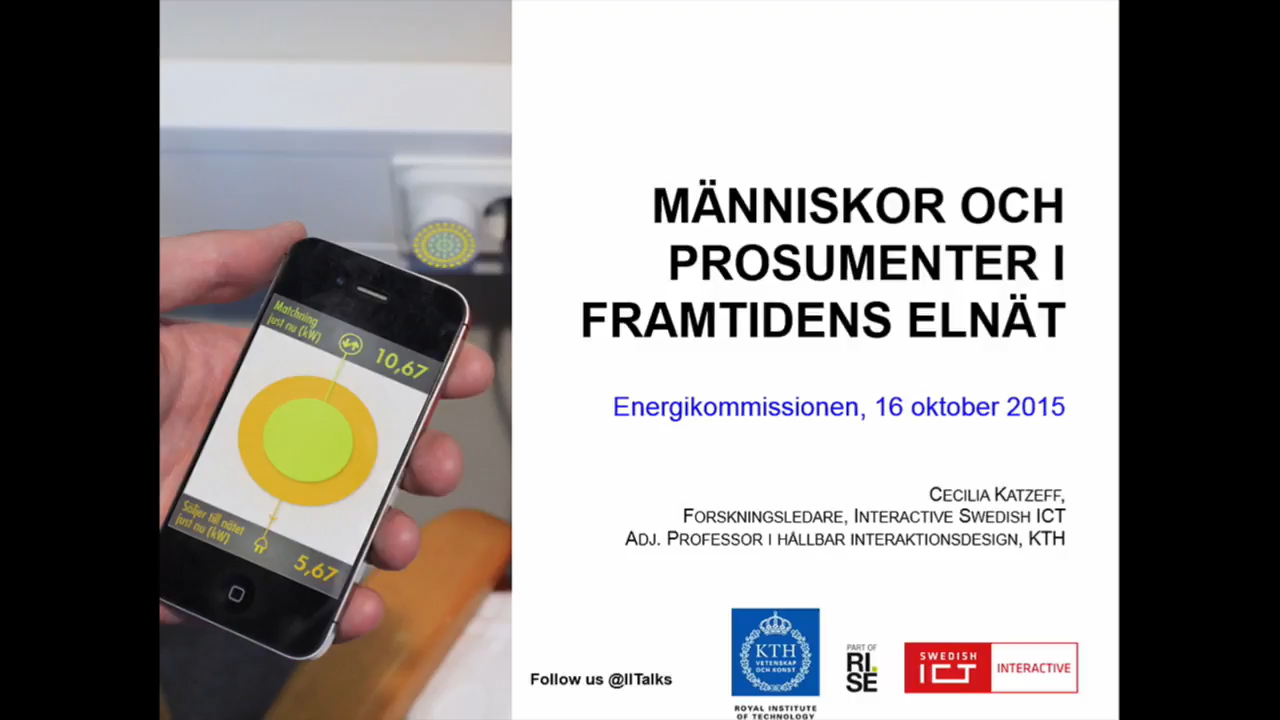 MÄNNISKOR OCH
PROSUMENTER I
FRAMTIDENS ELNÄT
Energikommissionen, 16 oktober 2015
CECILIA KATZEFF,
FORSKNINGSLEDARE, INTERACTIVE SWEDISH ICT
ADJ. PROFESSOR I HÅLLBAR INTERAKTIONSDESIGN, KTH
Matchning
just nu (kW)
10,67
Säljer till nätet
just nu (kW)
5,67
Follow us @IITalks
KTH
VETENSKAP
OCH KONST
ROYAL INSTITUTE
OF TECHNOLOGY
PART OF
RI.
SE
SWEDISH
ICT
INTERACTIVE